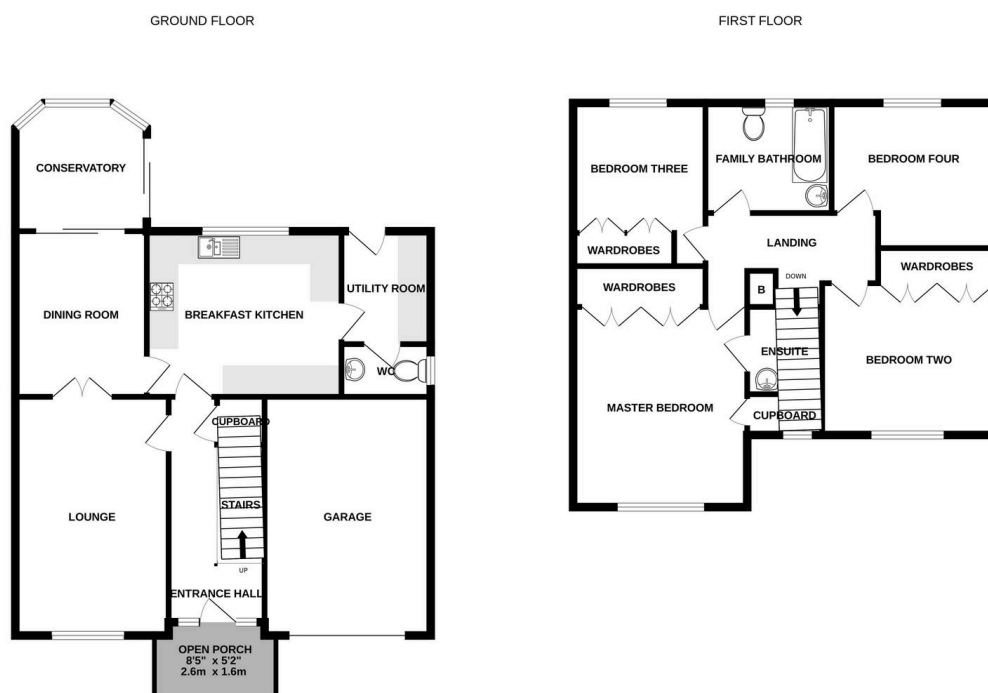 GROUND FLOOR
CONSERVATORY
DINING ROOM
BREAKFAST KITCHEN
UTILITY ROOM
WC
CUPBOARD
LOUNGE
STAIRS
GARAGE
UP
ENTRANCE HALL
OPEN PORCH
8'5" x 5'2"
2.6m x 1.6m
FIRST FLOOR
BEDROOM THREE
FAMILY BATHROOM
BEDROOM FOUR
WARDROBES
LANDING
WARDROBES
DOWN
B
WARDROBES
ENSUITE
BEDROOM TWO
MASTER BEDROOM
CUPBOARD